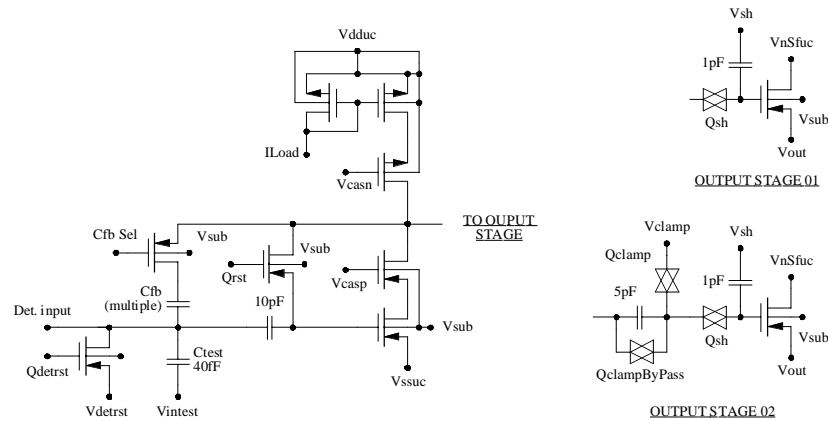 Vdduc
ILoad
Vcasn
TO OUPUT
STAGE
Cfb Sel
Vsub
Vsub
Qrst
Vcasp
Cfb
(multiple)
10pF
Det. input
Vsub
Ctest
40fF
Qdetrst
Vssuc
Vdetrst
Vintest
Vsh
VnSfuc
1pF
Vsub
Qsh
Vout
OUTPUT STAGE 01
Vclamp
Qclamp
Vsh
VnSfuc
1pF
5pF
Vsub
Qsh
QclampByPass
Vout
OUTPUT STAGE 02